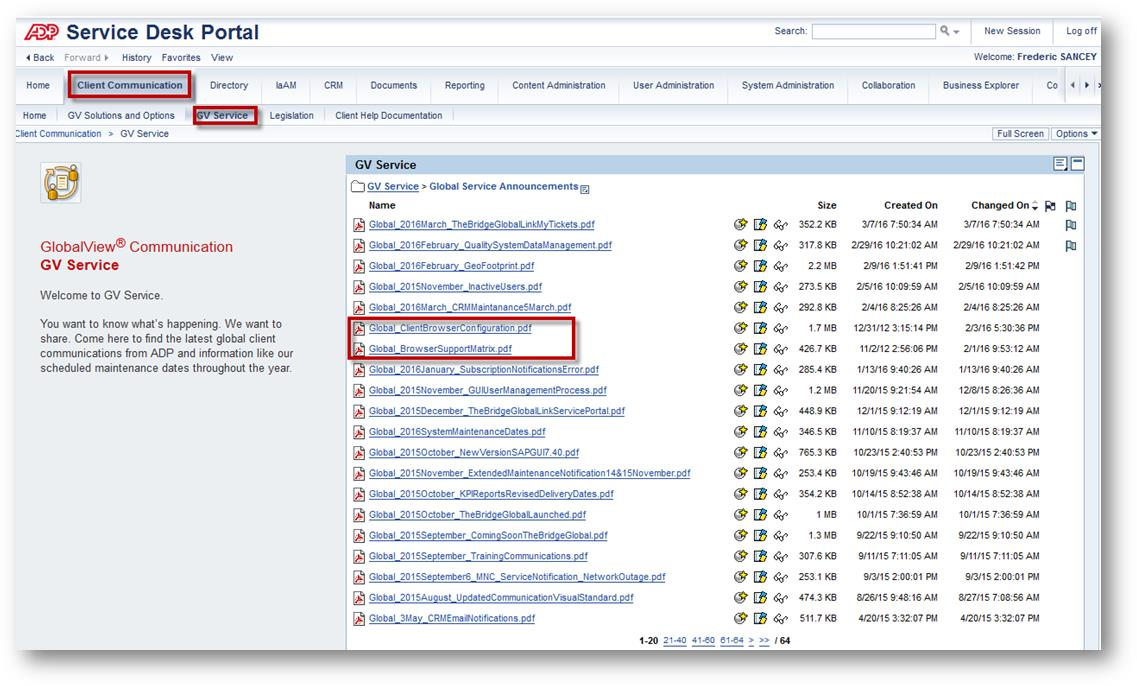 ADP Service Desk Portal Search: New Session Log off
Back Forward History Favorites View Welcome: Frederic SANCEY
Home Client Communication Directory IaAM CRM Documents Reporting Content Administration User Administration System Administration Collaboration Business Explorer Co
Home GV Solutions and Options GV Service Legislation Client Help Documentation
Client Communication > GV Service Full Screen Options
GV Service
GV Service > Global Service Announcements
Name Size Created On Changed On
Global_2016March_TheBridgeGlobalLinkMyTickets.pdf 352.2 KB 3/7/16 7:50:34 AM 3/7/16 7:50:34 AM
Global_2016February_QualitySystemDataManagement.pdf 317.8 KB 2/29/16 10:21:02 AM 2/29/16 10:21:02 AM
Global_2016February_GeoFootprint.pdf 2.2 MB 2/9/16 1:51:41 PM 2/9/16 1:51:42 PM
Global_2015November_InactiveUsers.pdf 273.5 KB 2/5/16 10:09:59 AM 2/5/16 10:09:59 AM
Global_2016March_CRMMaintanance5March.pdf 292.8 KB 2/4/16 8:25:26 AM 2/4/16 8:25:26 AM
Global_ClientBrowserConfiguration.pdf 1.7 MB 12/31/12 3:15:14 PM 2/3/16 5:30:36 PM
Global_BrowserSupportMatrix.pdf 426.7 KB 11/2/12 2:56:06 PM 2/1/16 9:53:12 AM
Global_2016January_SubscriptionNotificationsError.pdf 285.4 KB 1/13/16 9:40:26 AM 1/13/16 9:40:26 AM
Global_2015November_GUIUserManagementProcess.pdf 1.2 MB 11/20/15 9:21:54 AM 12/8/15 8:26:36 AM
Global_2015December_TheBridgeGlobalLinkServicePortal.pdf 448.9 KB 12/1/15 9:12:19 AM 12/1/15 9:12:19 AM
Global_2016SystemMaintenanceDates.pdf 346.5 KB 11/10/15 8:19:37 AM 11/10/15 8:19:37 AM
Global_2015October_NewVersionSAPGUI7.40.pdf 765.3 KB 10/23/15 2:40:53 PM 10/23/15 2:40:53 PM
Global_2015November_ExtendedMaintenanceNotification14&15November.pdf 253.4 KB 10/19/15 9:43:46 AM 10/19/15 9:43:46 AM
Global_2015October_KPIReportsRevisedDeliveryDates.pdf 354.2 KB 10/14/15 8:52:38 AM 10/14/15 8:52:38 AM
Global_2015October_TheBridgeGlobalLaunched.pdf 1 MB 10/1/15 7:36:59 AM 10/1/15 7:36:59 AM
Global_2015September_ComingSoonTheBridgeGlobal.pdf 1.3 MB 9/22/15 9:10:50 AM 9/22/15 9:10:50 AM
Global_2015September_TrainingCommunications.pdf 307.6 KB 9/11/15 7:11:05 AM 9/11/15 7:11:05 AM
Global_2015September6_MNC_ServiceNotification_NetworkOutage.pdf 253.1 KB 9/3/15 2:00:01 PM 9/3/15 2:00:01 PM
Global_2015August_UpdatedCommunicationVisualStandard.pdf 474.3 KB 8/26/15 9:48:16 AM 8/27/15 7:08:56 AM
Global_3May_CRMEmailNotifications.pdf 511.7 KB 4/20/15 3:32:07 PM 4/20/15 3:32:07 PM
1-20 21-40 41-60 61-64 > >> / 64
GlobalView® Communication
GV Service
Welcome to GV Service.
You want to know what's happening. We want to
share. Come here to find the latest global client
communications from ADP and information like our
scheduled maintenance dates throughout the year.